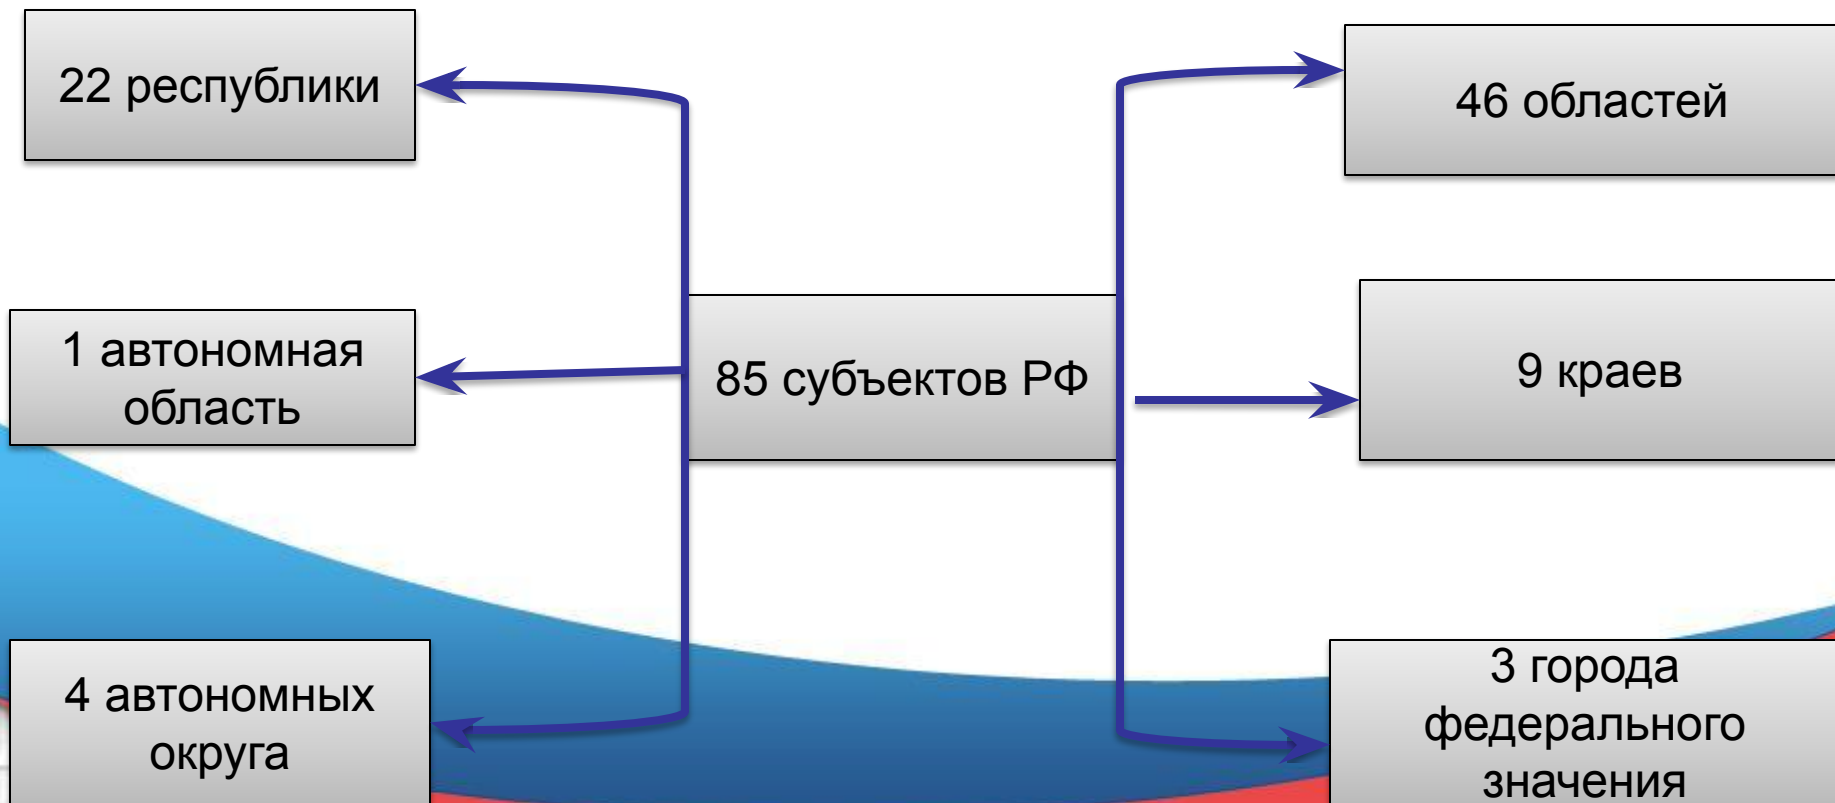 22 республики
46 областей
1 автономная
область
85 субъектов РФ
9 краев
4 автономных
округа
3 города
федерального
значения